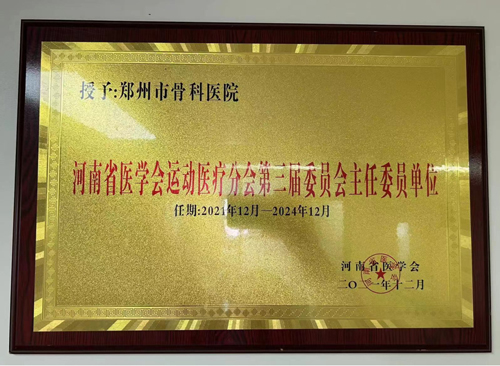 授予:郑州市骨科医院
河南省医学会运动医疗分会第三届委员会主任委员单位
任期:2021年12月—2024年12月
河南省医学会
二〇二一年十二月